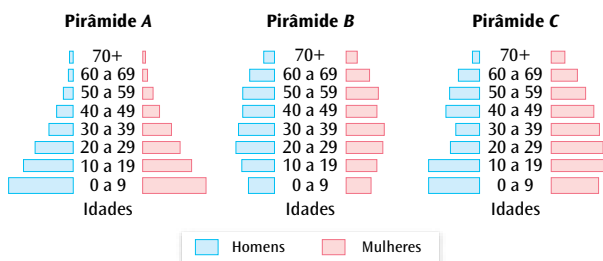 Pirâmide A
70+
60 a 69
50 a 59
40 a 49
30 a 39
20 a 29
10 a 19
0 a 9
Idades
Pirâmide B
70+
60 a 69
50 a 59
40 a 49
30 a 39
20 a 29
10 a 19
0 a 9
Idades
Pirâmide C
70+
60 a 69
50 a 59
40 a 49
30 a 39
20 a 29
10 a 19
0 a 9
Idades
Homens
Mulheres